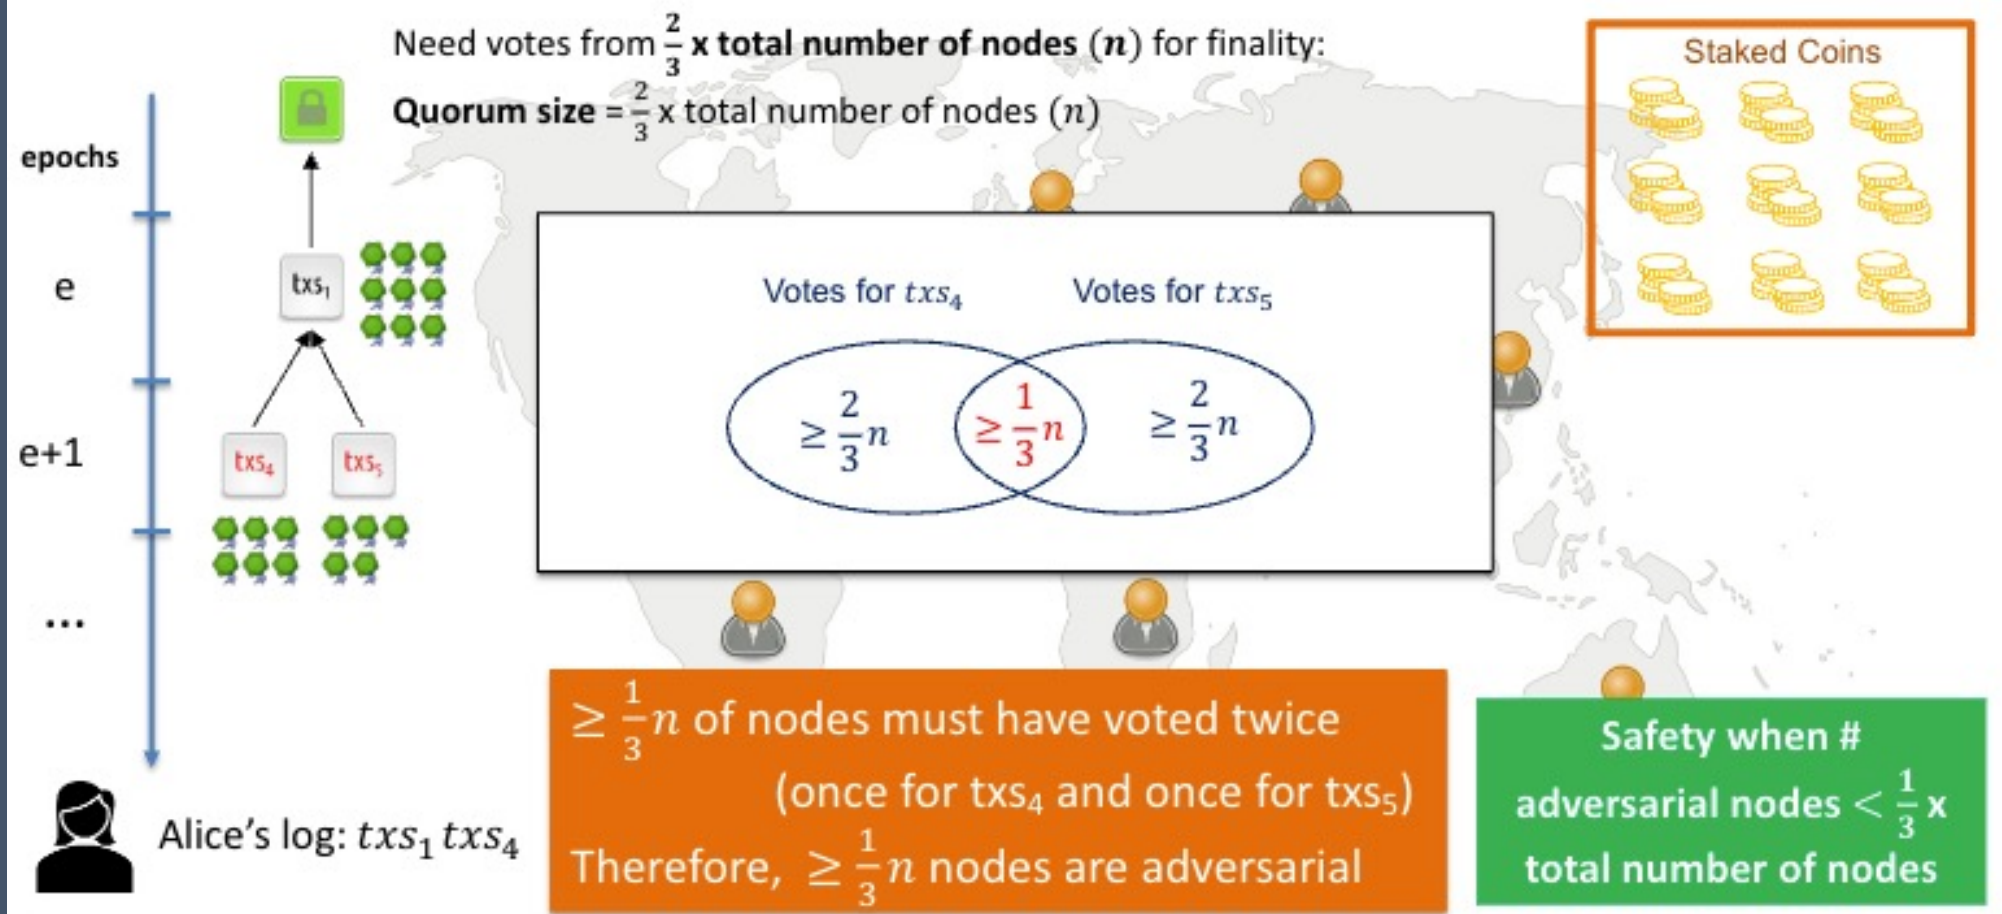 Need votes from 2/3 x total number of nodes (n) for finality:
Quorum size = 2/3 x total number of nodes (n)
Staked Coins
epochs
e
txs₁
e+1
txs₄
txs₅
...
Votes for txs₄
Votes for txs₅
≥ 2/3 n
≥ 1/3 n
≥ 2/3 n
≥ 1/3 n of nodes must have voted twice
(once for txs₄ and once for txs₅)
Therefore, ≥ 1/3 n nodes are adversarial
Safety when #
adversarial nodes < 1/3 x
total number of nodes
Alice's log: txs₁ txs₄